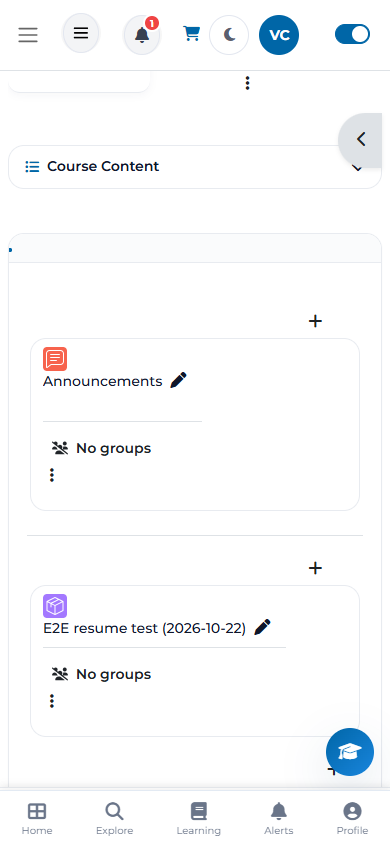 1
VC
Course Content
Announcements
No groups
E2E resume test (2026-10-22)
No groups
Home
Explore
Learning
Alerts
Profile